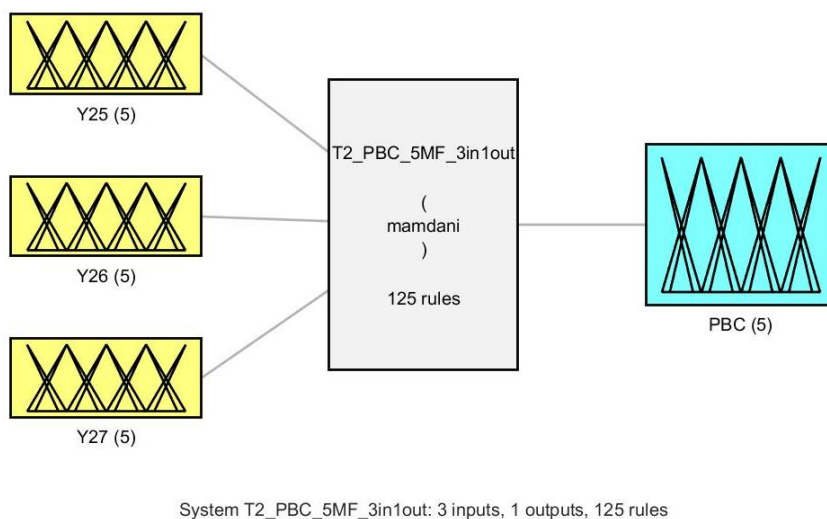 Y25 (5)
Y26 (5)
Y27 (5)
T2_PBC_5MF_3in1out
(
mamdani
)
125 rules
PBC (5)
System T2_PBC_5MF_3in1out: 3 inputs, 1 outputs, 125 rules